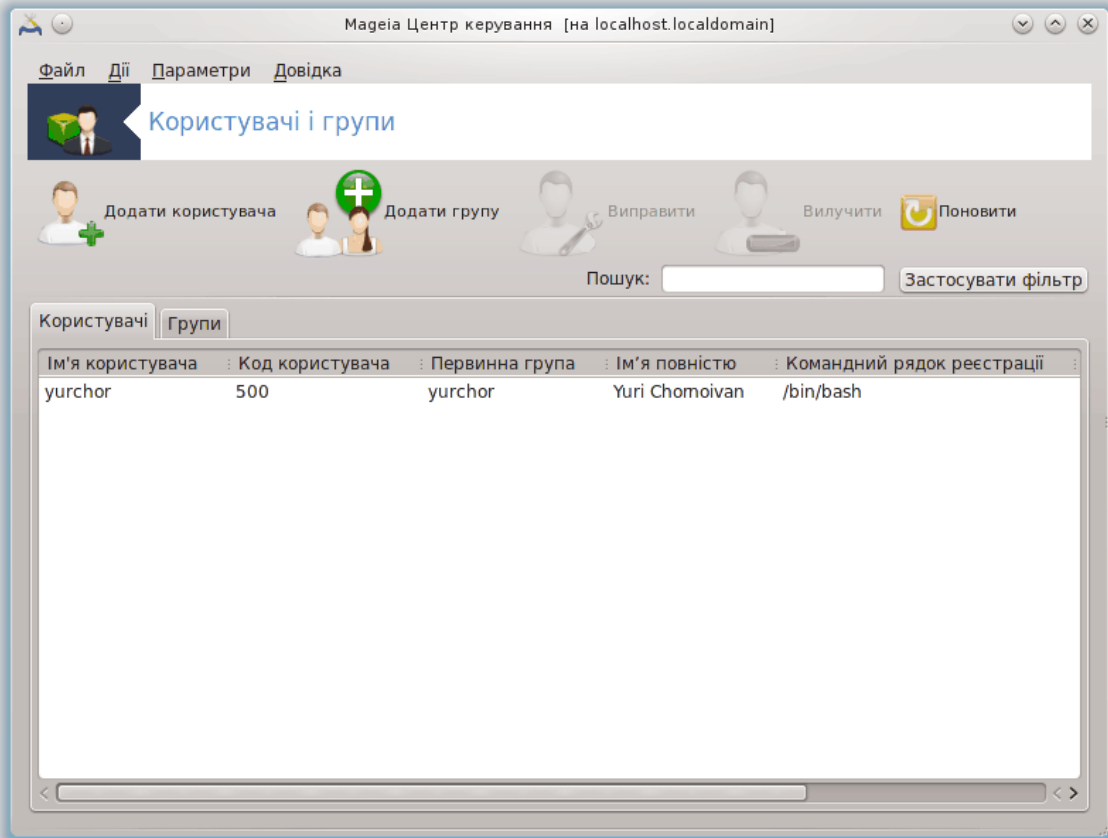 Mageia Центр керування [на localhost.localdomain]
Файл Дії Параметри Довідка
Користувачі і групи
Додати користувача Додати групу Виправити Вилучити Поновити
Пошук: Застосувати фільтр
Користувачі Групи
Ім'я користувача Код користувача Первинна група Ім’я повністю Командний рядок реєстрації
yurchor 500 yurchor Yuri Chornoivan /bin/bash